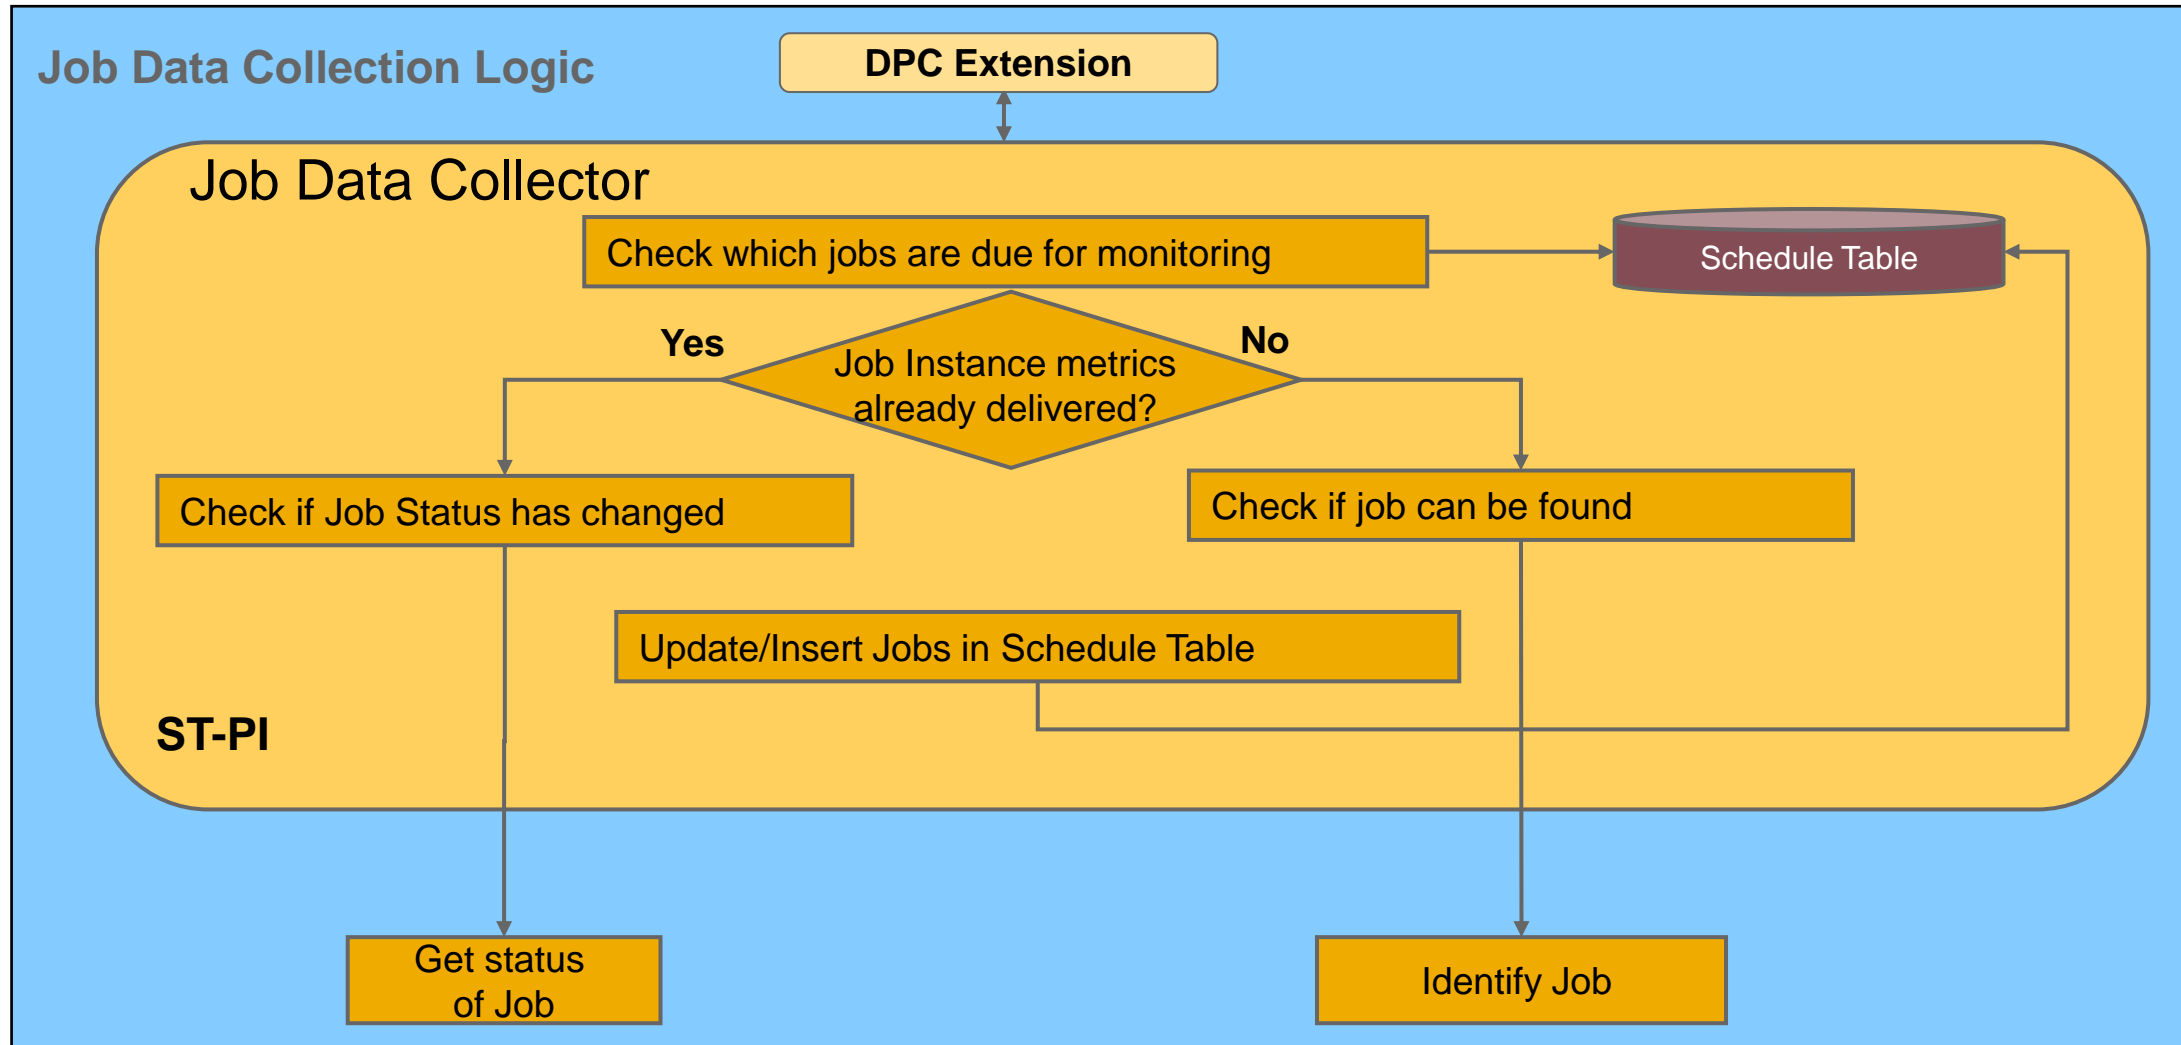 Job Data Collection Logic
DPC Extension
Job Data Collector
Check which jobs are due for monitoring
Schedule Table
Yes
No
Job Instance metrics
already delivered?
Check if Job Status has changed
Check if job can be found
Update/Insert Jobs in Schedule Table
ST-PI
Get status
of Job
Identify Job